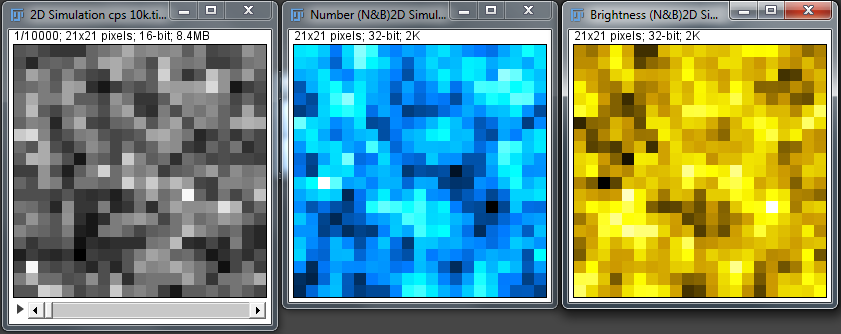 2D Simulation cps 10k.ti...
1/10000; 21x21 pixels; 16-bit; 8.4MB
Number (N&B)2D Simul...
21x21 pixels; 32-bit; 2K
Brightness (N&B)2D Si...
21x21 pixels; 32-bit; 2K